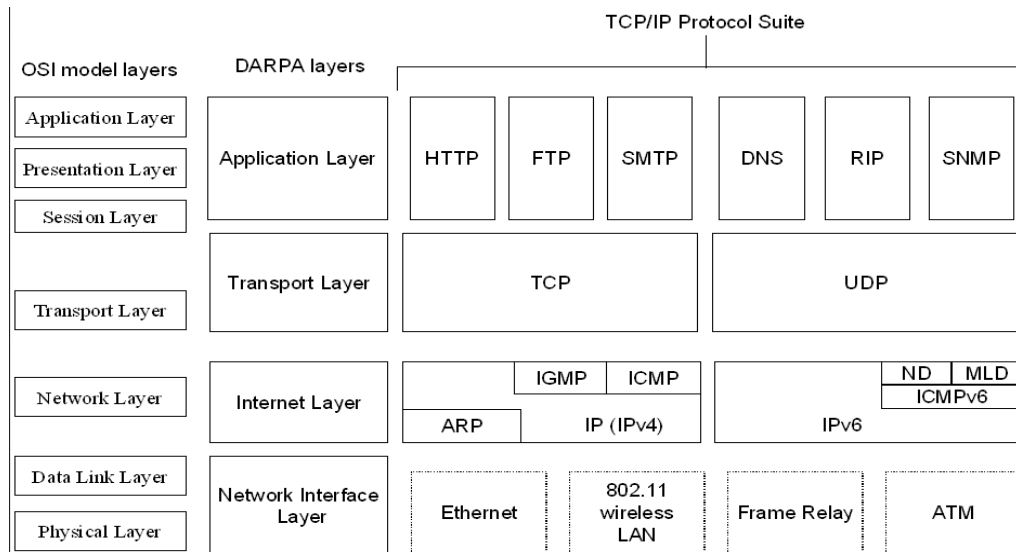 TCP/IP Protocol Suite
OSI model layers
DARPA layers
Application Layer
Presentation Layer
Session Layer
Application Layer
HTTP
FTP
SMTP
DNS
RIP
SNMP
Transport Layer
Transport Layer
TCP
UDP
Network Layer
Internet Layer
IGMP
ICMP
ARP
IP (IPv4)
IPv6
ND
MLD
ICMPv6
Data Link Layer
Physical Layer
Network Interface
Layer
Ethernet
802.11
wireless
LAN
Frame Relay
ATM